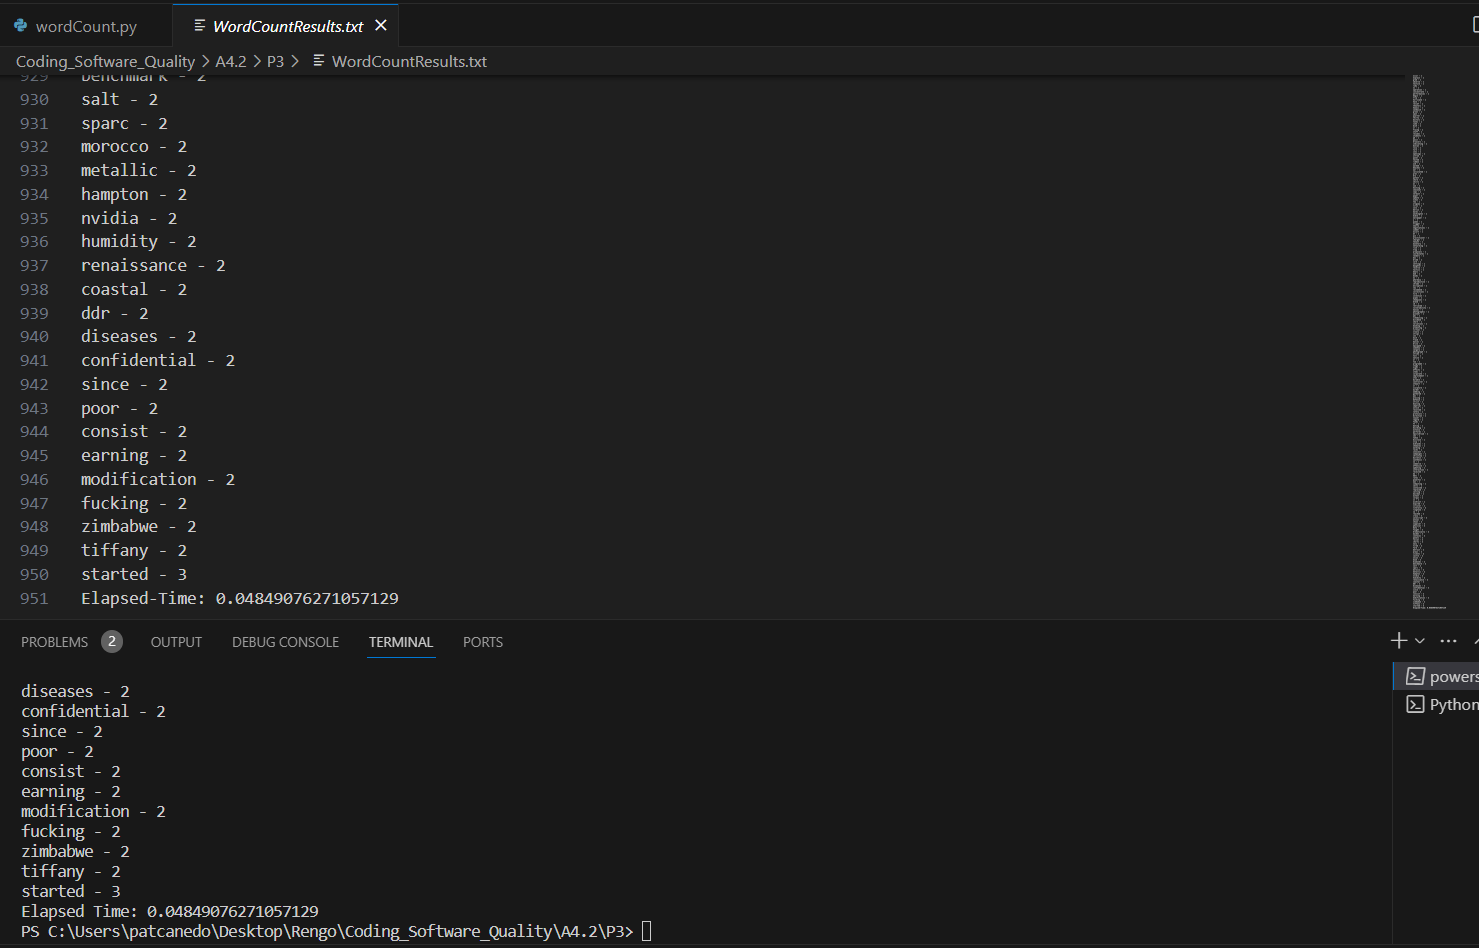 wordCount.py
WordCountResults.txt
Coding_Software_Quality > A4.2 > P3 > WordCountResults.txt
929 benchmark - 2
930 salt - 2
931 sparc - 2
932 morocco - 2
933 metallic - 2
934 hampton - 2
935 nvidia - 2
936 humidity - 2
937 renaissance - 2
938 coastal - 2
939 ddr - 2
940 diseases - 2
941 confidential - 2
942 since - 2
943 poor - 2
944 consist - 2
945 earning - 2
946 modification - 2
947 fucking - 2
948 zimbabwe - 2
949 tiffany - 2
950 started - 3
951 Elapsed-Time: 0.04849076271057129
PROBLEMS 2 OUTPUT DEBUG CONSOLE TERMINAL PORTS
diseases - 2
confidential - 2
since - 2
poor - 2
consist - 2
earning - 2
modification - 2
fucking - 2
zimbabwe - 2
tiffany - 2
started - 3
Elapsed Time: 0.04849076271057129
PS C:\Users\patcanedo\Desktop\Rengo\Coding_Software_Quality\A4.2\P3>
powers
Python